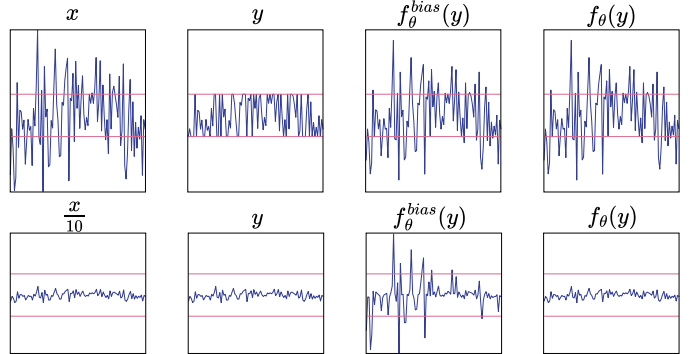 x y f_θ^{bias}(y) f_θ(y)
x/10 y f_θ^{bias}(y) f_θ(y)